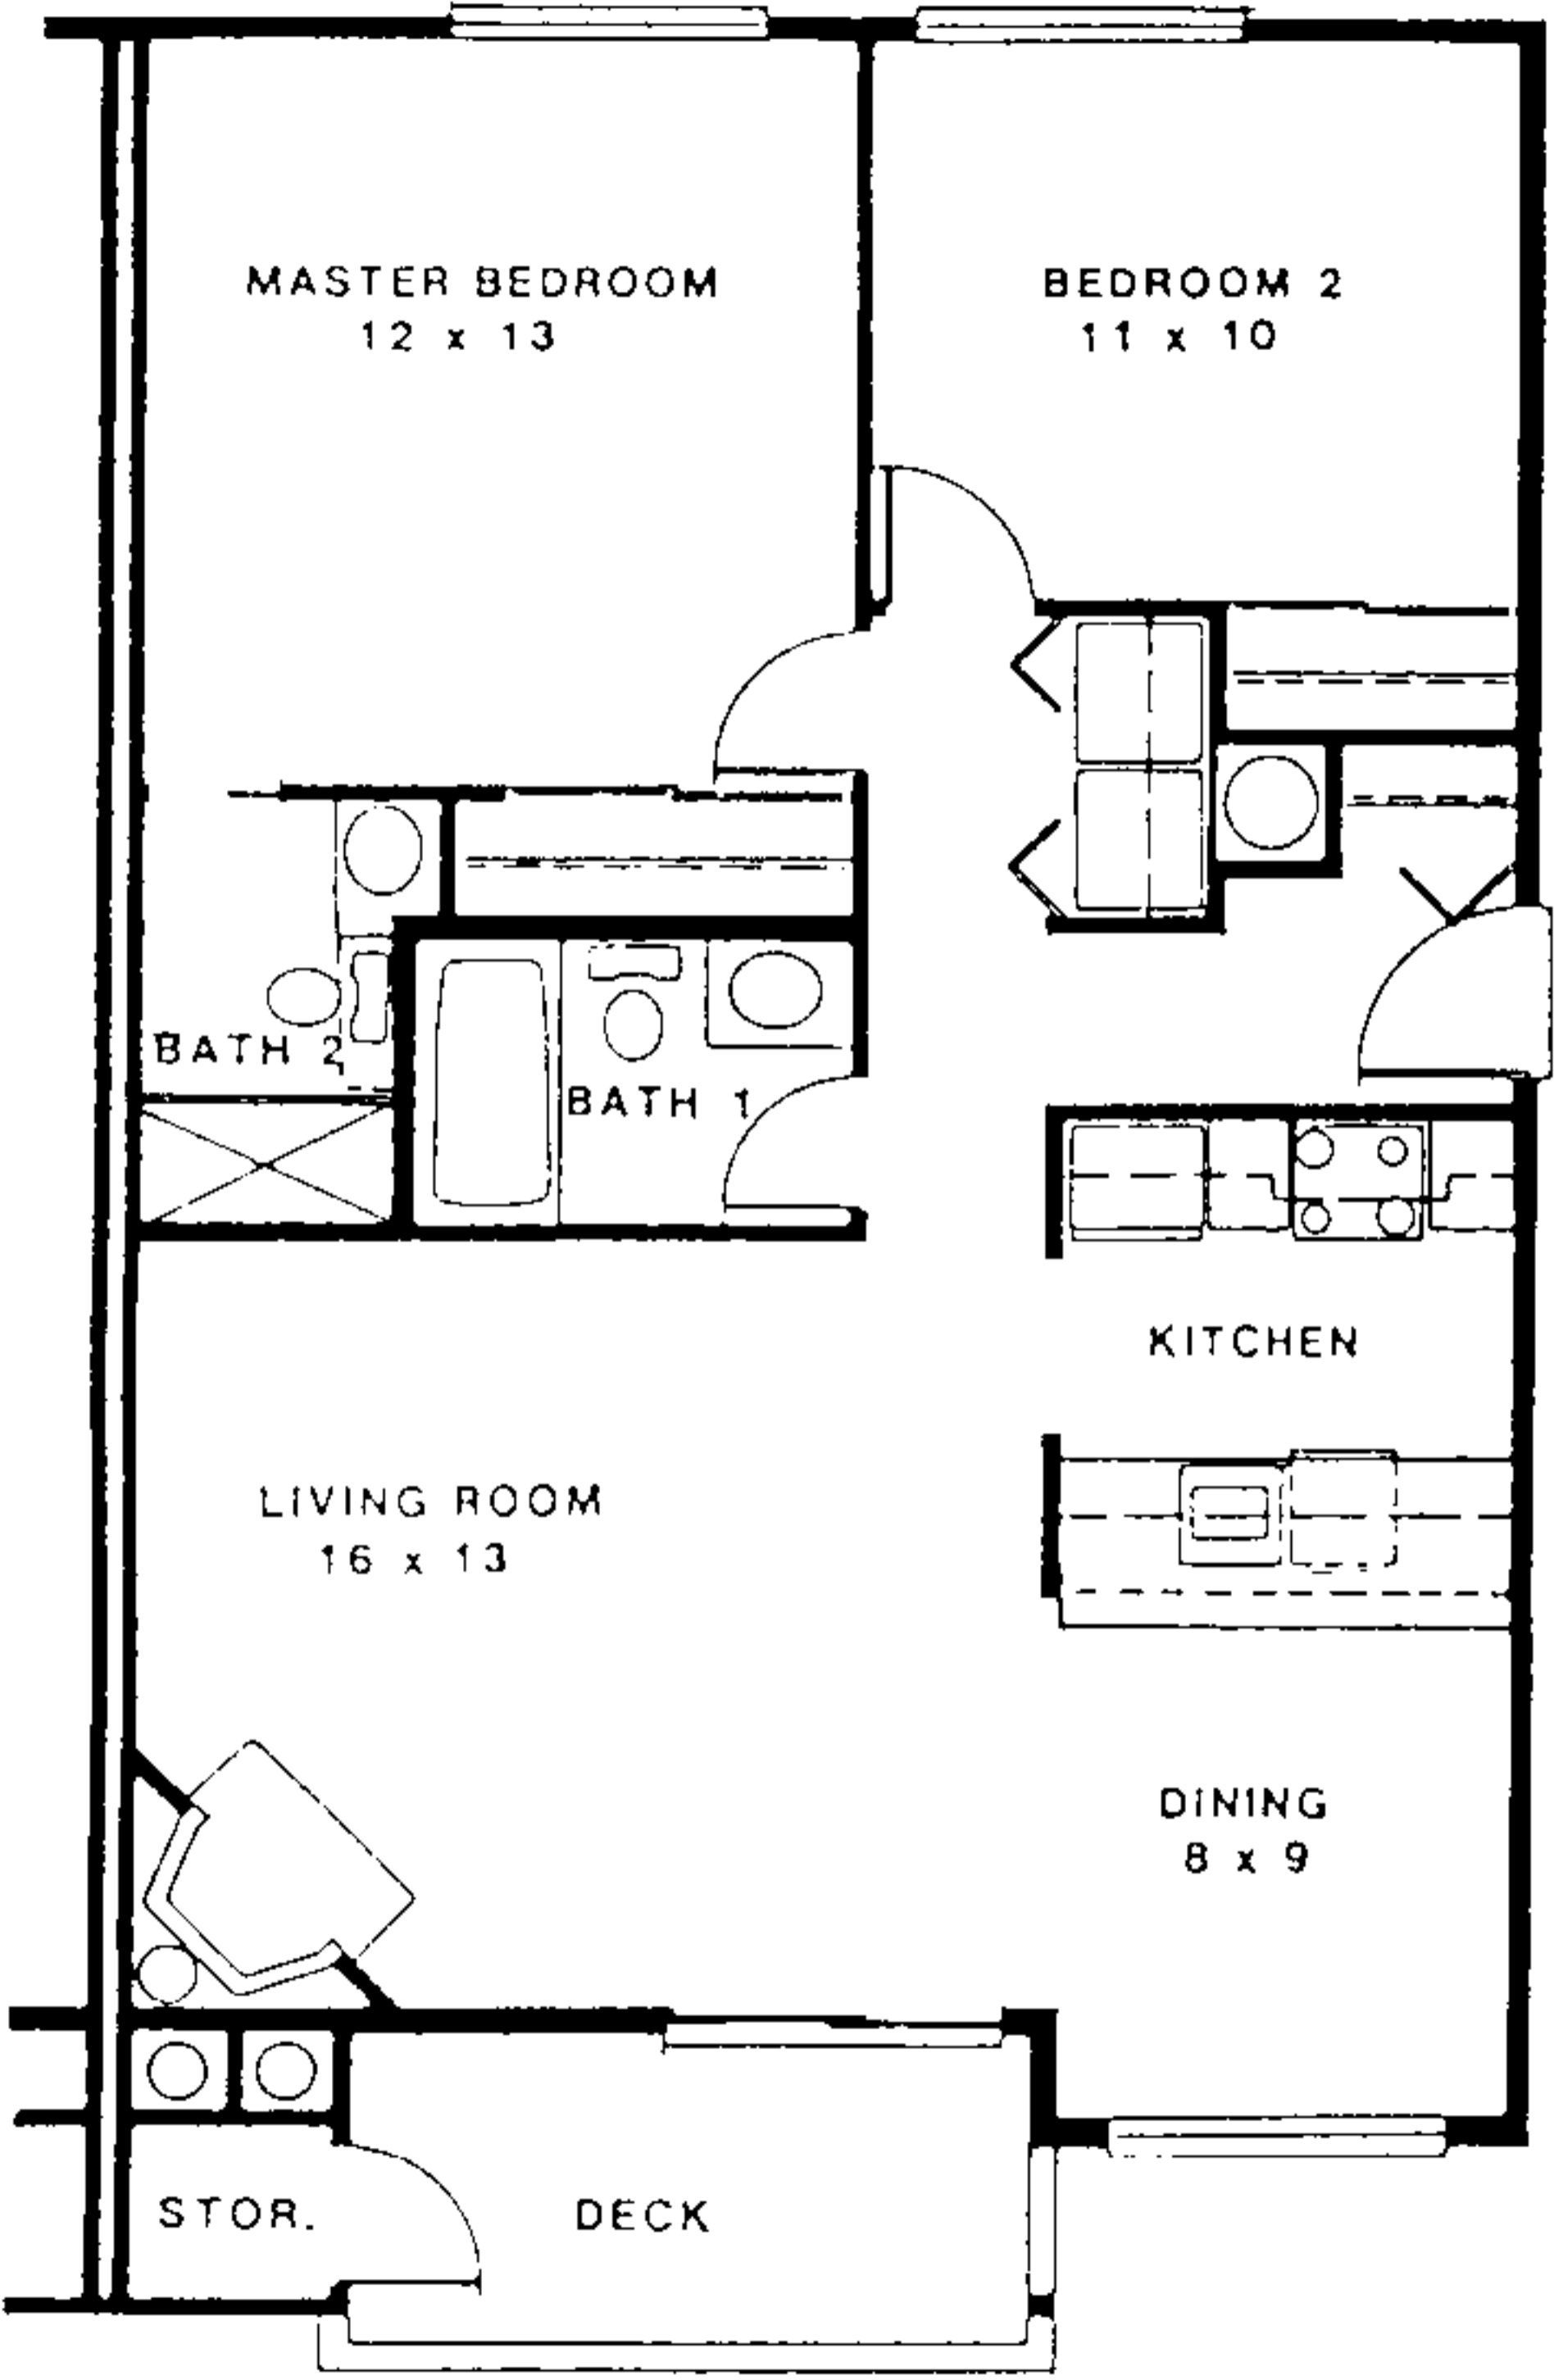 MASTER BEDROOM
12 x 13
BEDROOM 2
11 x 10
BATH 2
BATH 1
KITCHEN
LIVING ROOM
16 x 13
DINING
8 x 9
STOR.
DECK